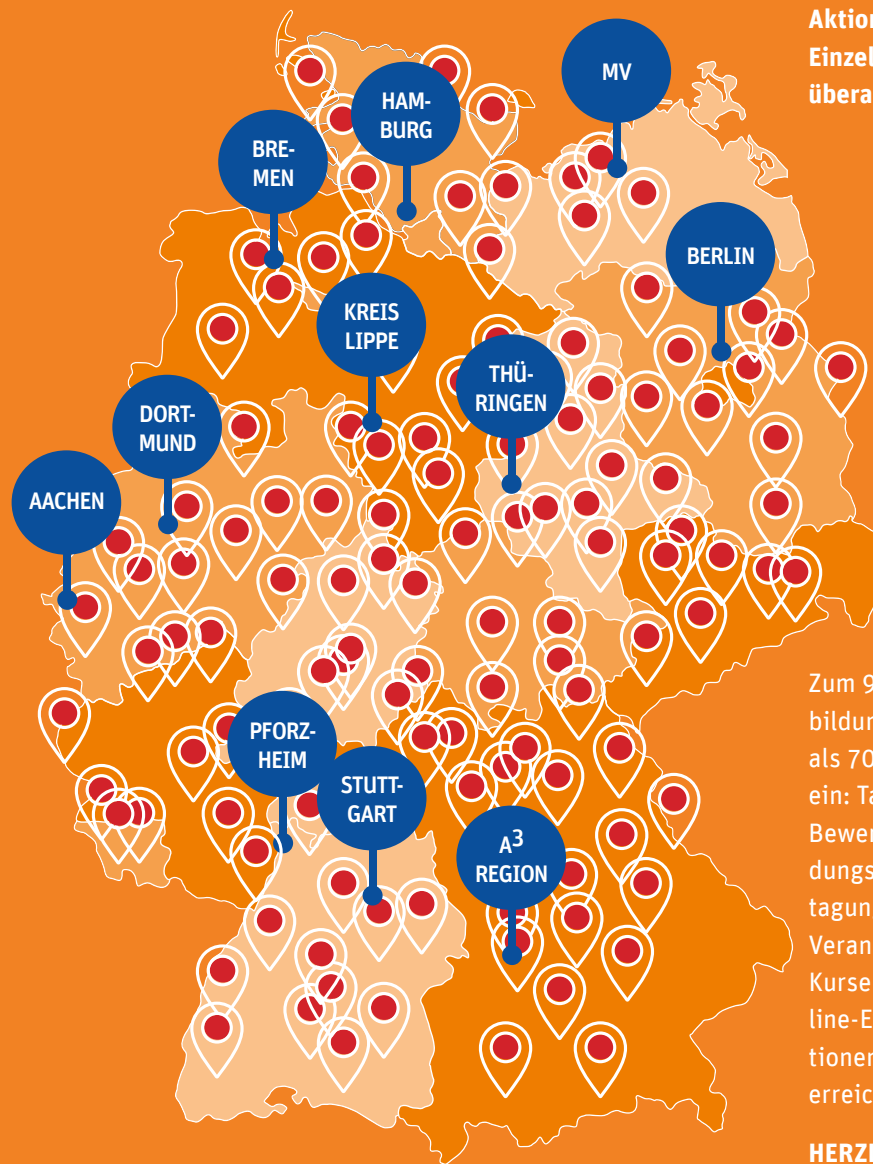 Aktion
Einzel
übera
MV
HAM-
BURG
BRE-
MEN
BERLIN
KREIS
LIPPE
THÜ-
RINGEN
DORT-
MUND
AACHEN
PFORZ-
HEIM
STUTT-
GART
A³
REGION
Zum 9
bildun
als 70
ein: Ta
Bewer
dungs
tagun
Veran
Kurse
line-E
tionen
erreic
HERZ